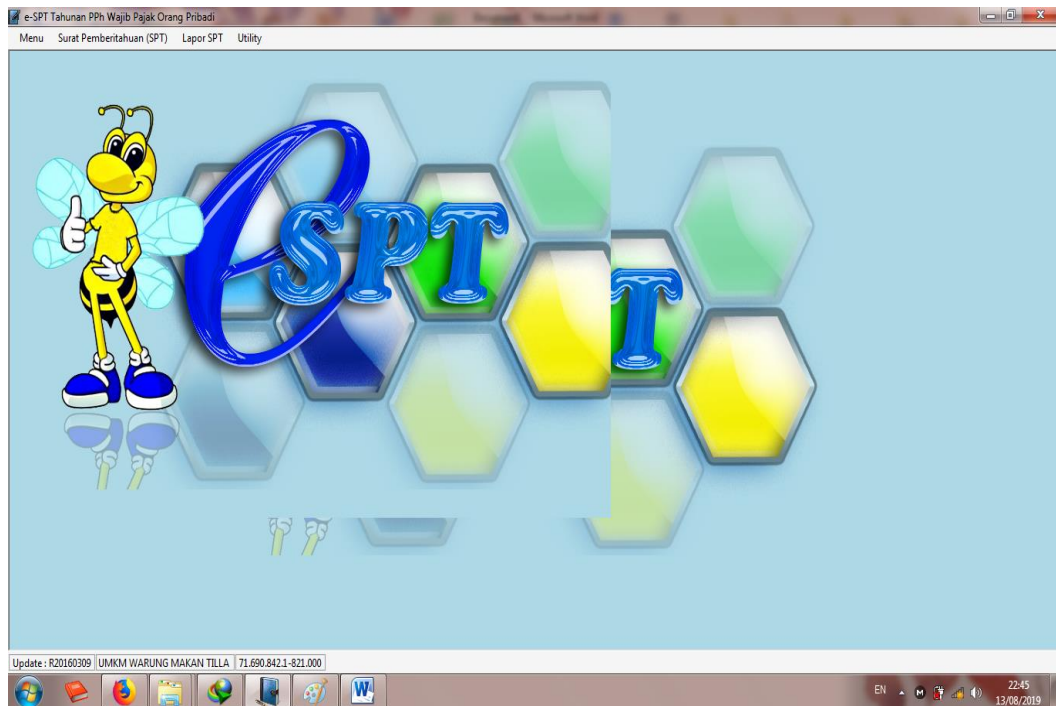 e-SPT Tahunan PPh Wajib Pajak Orang Pribadi
Menu Surat Pemberitahuan (SPT) Lapor SPT Utility
eSPT
T
Update : R20160309 UMKM WARUNG MAKAN TILLA 71.690.842.1-821.000
W
EN M 22:45
13/08/2019